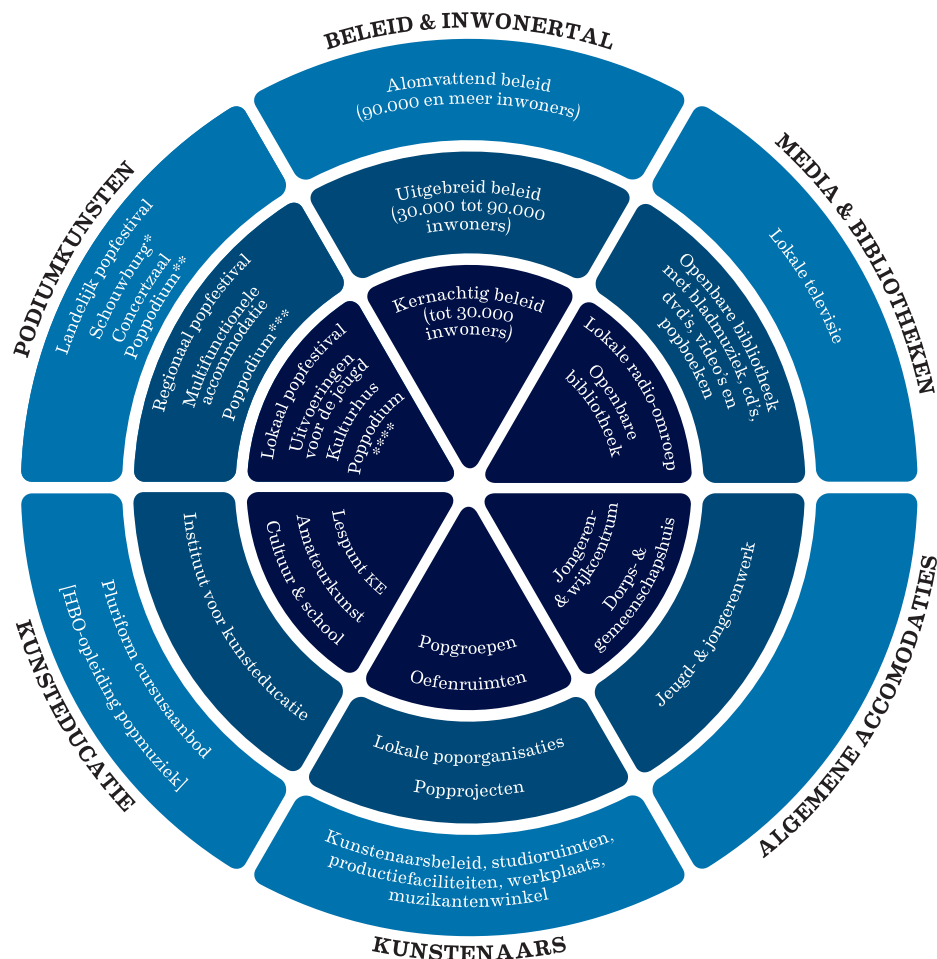 BELEID & INWONERTAL
Alomvattend beleid
(90.000 en meer inwoners)
Uitgebreid beleid
(30.000 tot 90.000
inwoners)
Kernachtig beleid
(tot 30.000
inwoners)
MEDIA & BIBLIOTHEKEN
Lokale televisie
Openbare bibliotheek
met bladmuziek, cd's,
dvd's, video's en
popboeken
Lokale radio-omroep
Openbare
bibliotheek
ALGEMENE ACCOMODATIES
Jeugd- & jongerenwerk
Jongeren-
& wijkcentrum
Dorps- &
gemeenschapshuis
KUNSTENAARS
Popgroepen
Oefenruimten
Lokale poporganisaties
Popprojecten
Kunstenaarsbeleid, studioruimten,
productiefaciliteiten, werkplaats,
muzikantenwinkel
KUNSTEDUCATIE
Lespunt KE
Amateurkunst
Cultuur & school
Instituut voor kunsteducatie
Pluriform cursusaanbod
[HBO-opleiding popmuziek]
PODIUMKUNSTEN
Landelijk popfestival
Schouwburg*
Concertzaal
Poppodium**
Regionaal popfestival
Multifunctionele
accommodatie
Poppodium ***
Lokaal popfestival
Uitvoeringen
voor de jeugd
Kulturhus
Poppodium
****